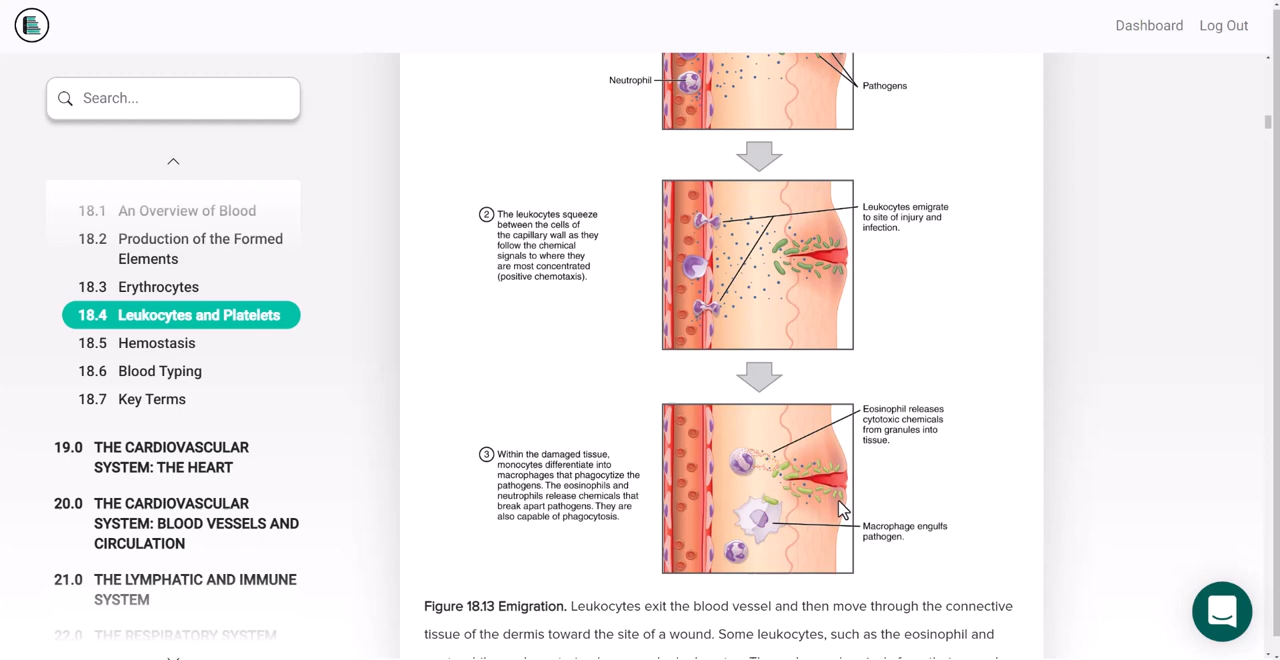 Dashboard
Log Out
Search...
18.1 An Overview of Blood
18.2 Production of the Formed
Elements
18.3 Erythrocytes
18.4 Leukocytes and Platelets
18.5 Hemostasis
18.6 Blood Typing
18.7 Key Terms
19.0 THE CARDIOVASCULAR
SYSTEM: THE HEART
20.0 THE CARDIOVASCULAR
SYSTEM: BLOOD VESSELS AND
CIRCULATION
21.0 THE LYMPHATIC AND IMMUNE
SYSTEM
22.0 THE RESPIRATORY SYSTEM
Neutrophil
Pathogens
2 The leukocytes squeeze
between the cells of
the capillary wall as they
follow the chemical
signals to where they
are most concentrated
(positive chemotaxis).
Leukocytes emigrate
to site of injury and
infection.
3 Within the damaged tissue,
monocytes differentiate into
macrophages that phagocytize the
pathogens. The eosinophils and
neutrophils release chemicals that
break apart pathogens. They are
also capable of phagocytosis.
Eosinophil releases
cytotoxic chemicals
from granules into
tissue.
Macrophage engulfs
pathogen.
Figure 18.13 Emigration. Leukocytes exit the blood vessel and then move through the connective
tissue of the dermis toward the site of a wound. Some leukocytes, such as the eosinophil and